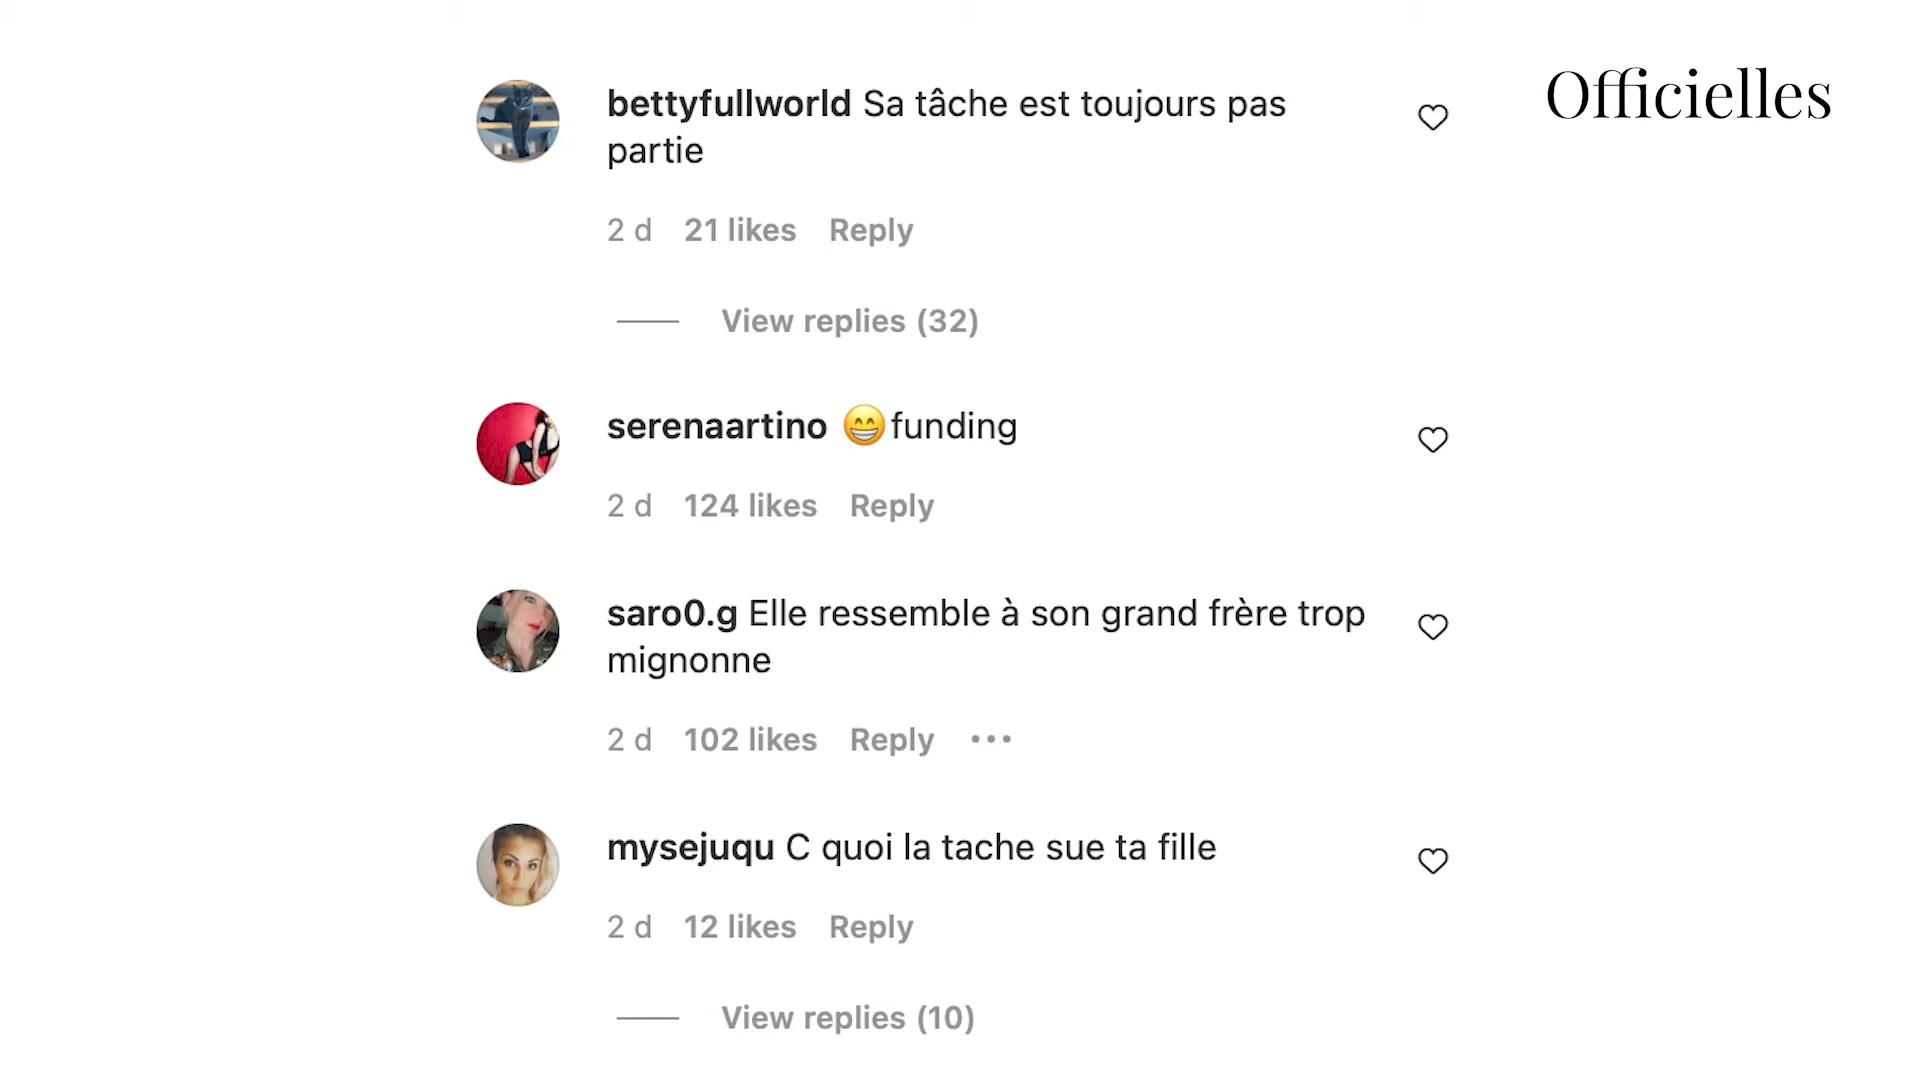 Officielles
bettyfullworld Sa tâche est toujours pas
partie
2 d 21 likes Reply
View replies (32)
serenaartino 😁funding
2 d 124 likes Reply
saro0.g Elle ressemble à son grand frère trop
mignonne
2 d 102 likes Reply •••
mysejuqu C quoi la tache sue ta fille
2 d 12 likes Reply
View replies (10)